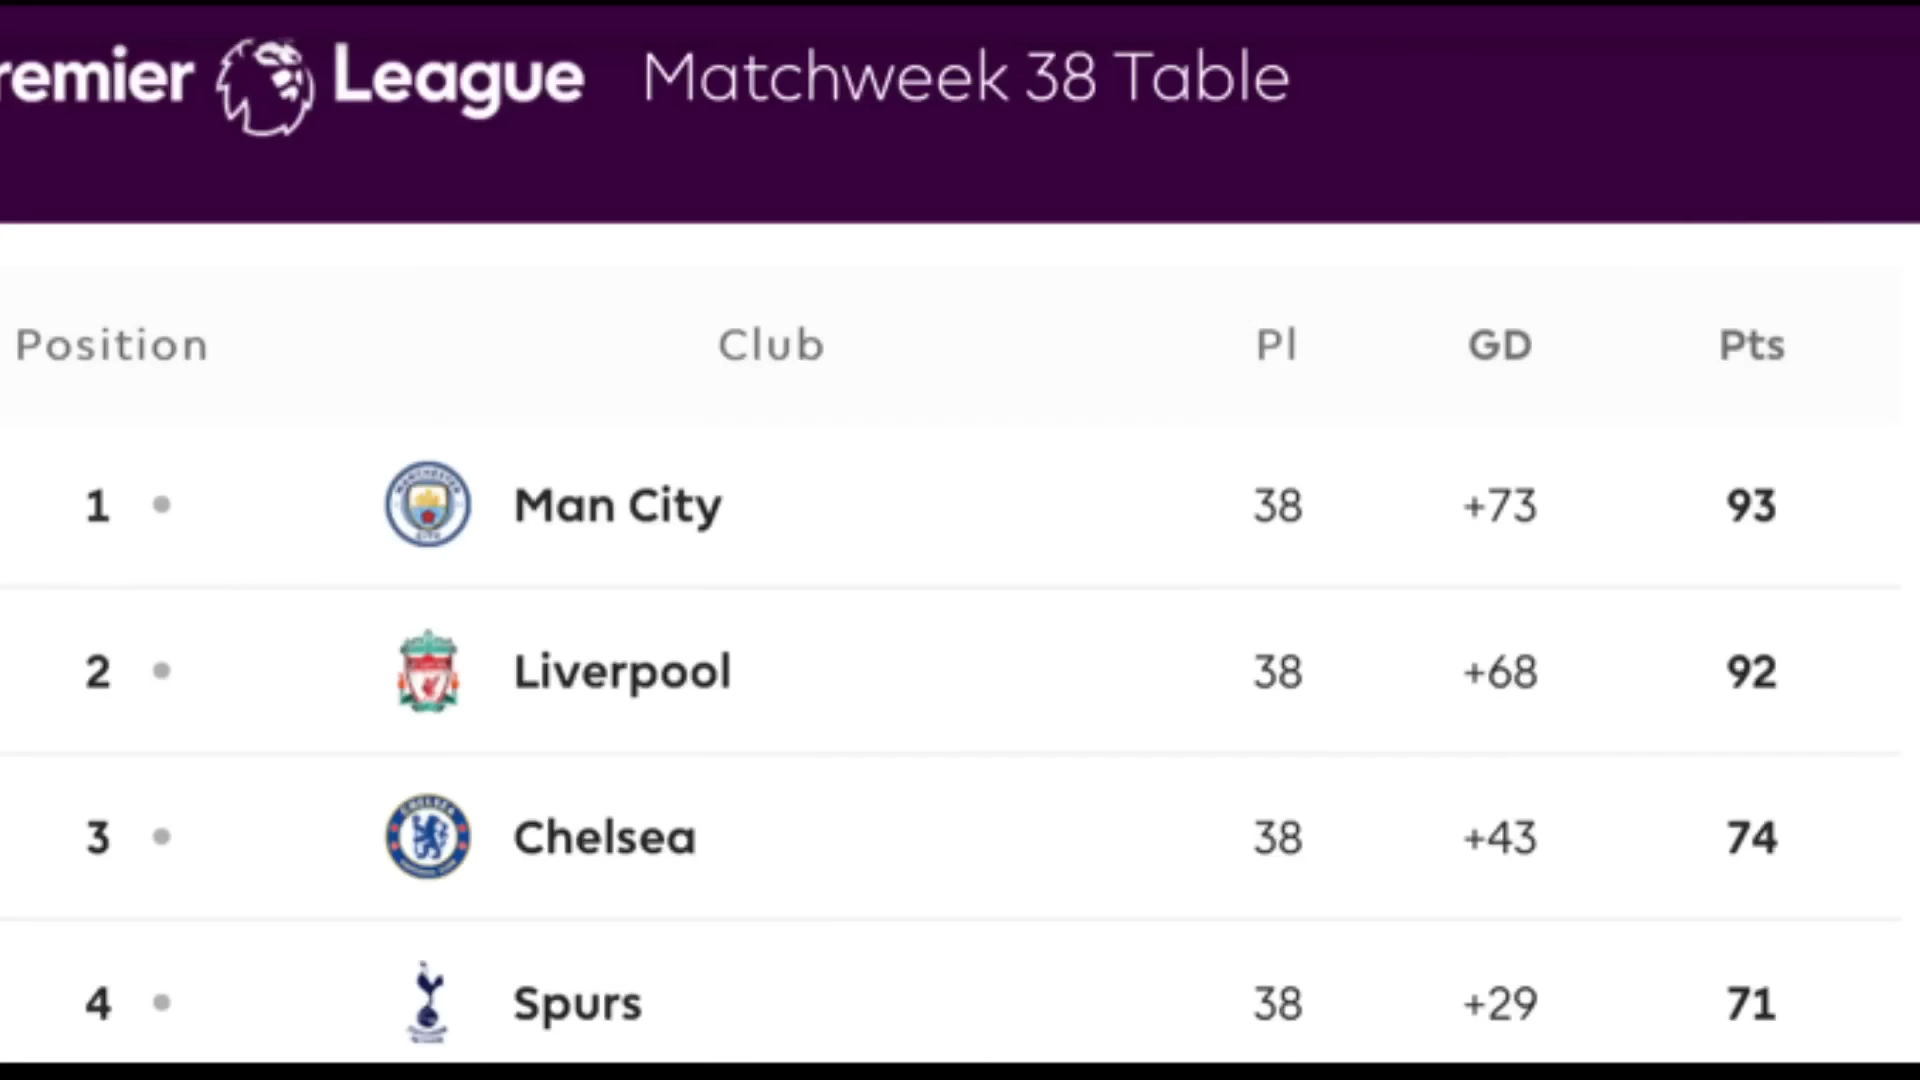 remier League Matchweek 38 Table
Position Club Pl GD Pts
1 Man City 38 +73 93
2 Liverpool 38 +68 92
3 Chelsea 38 +43 74
4 Spurs 38 +29 71